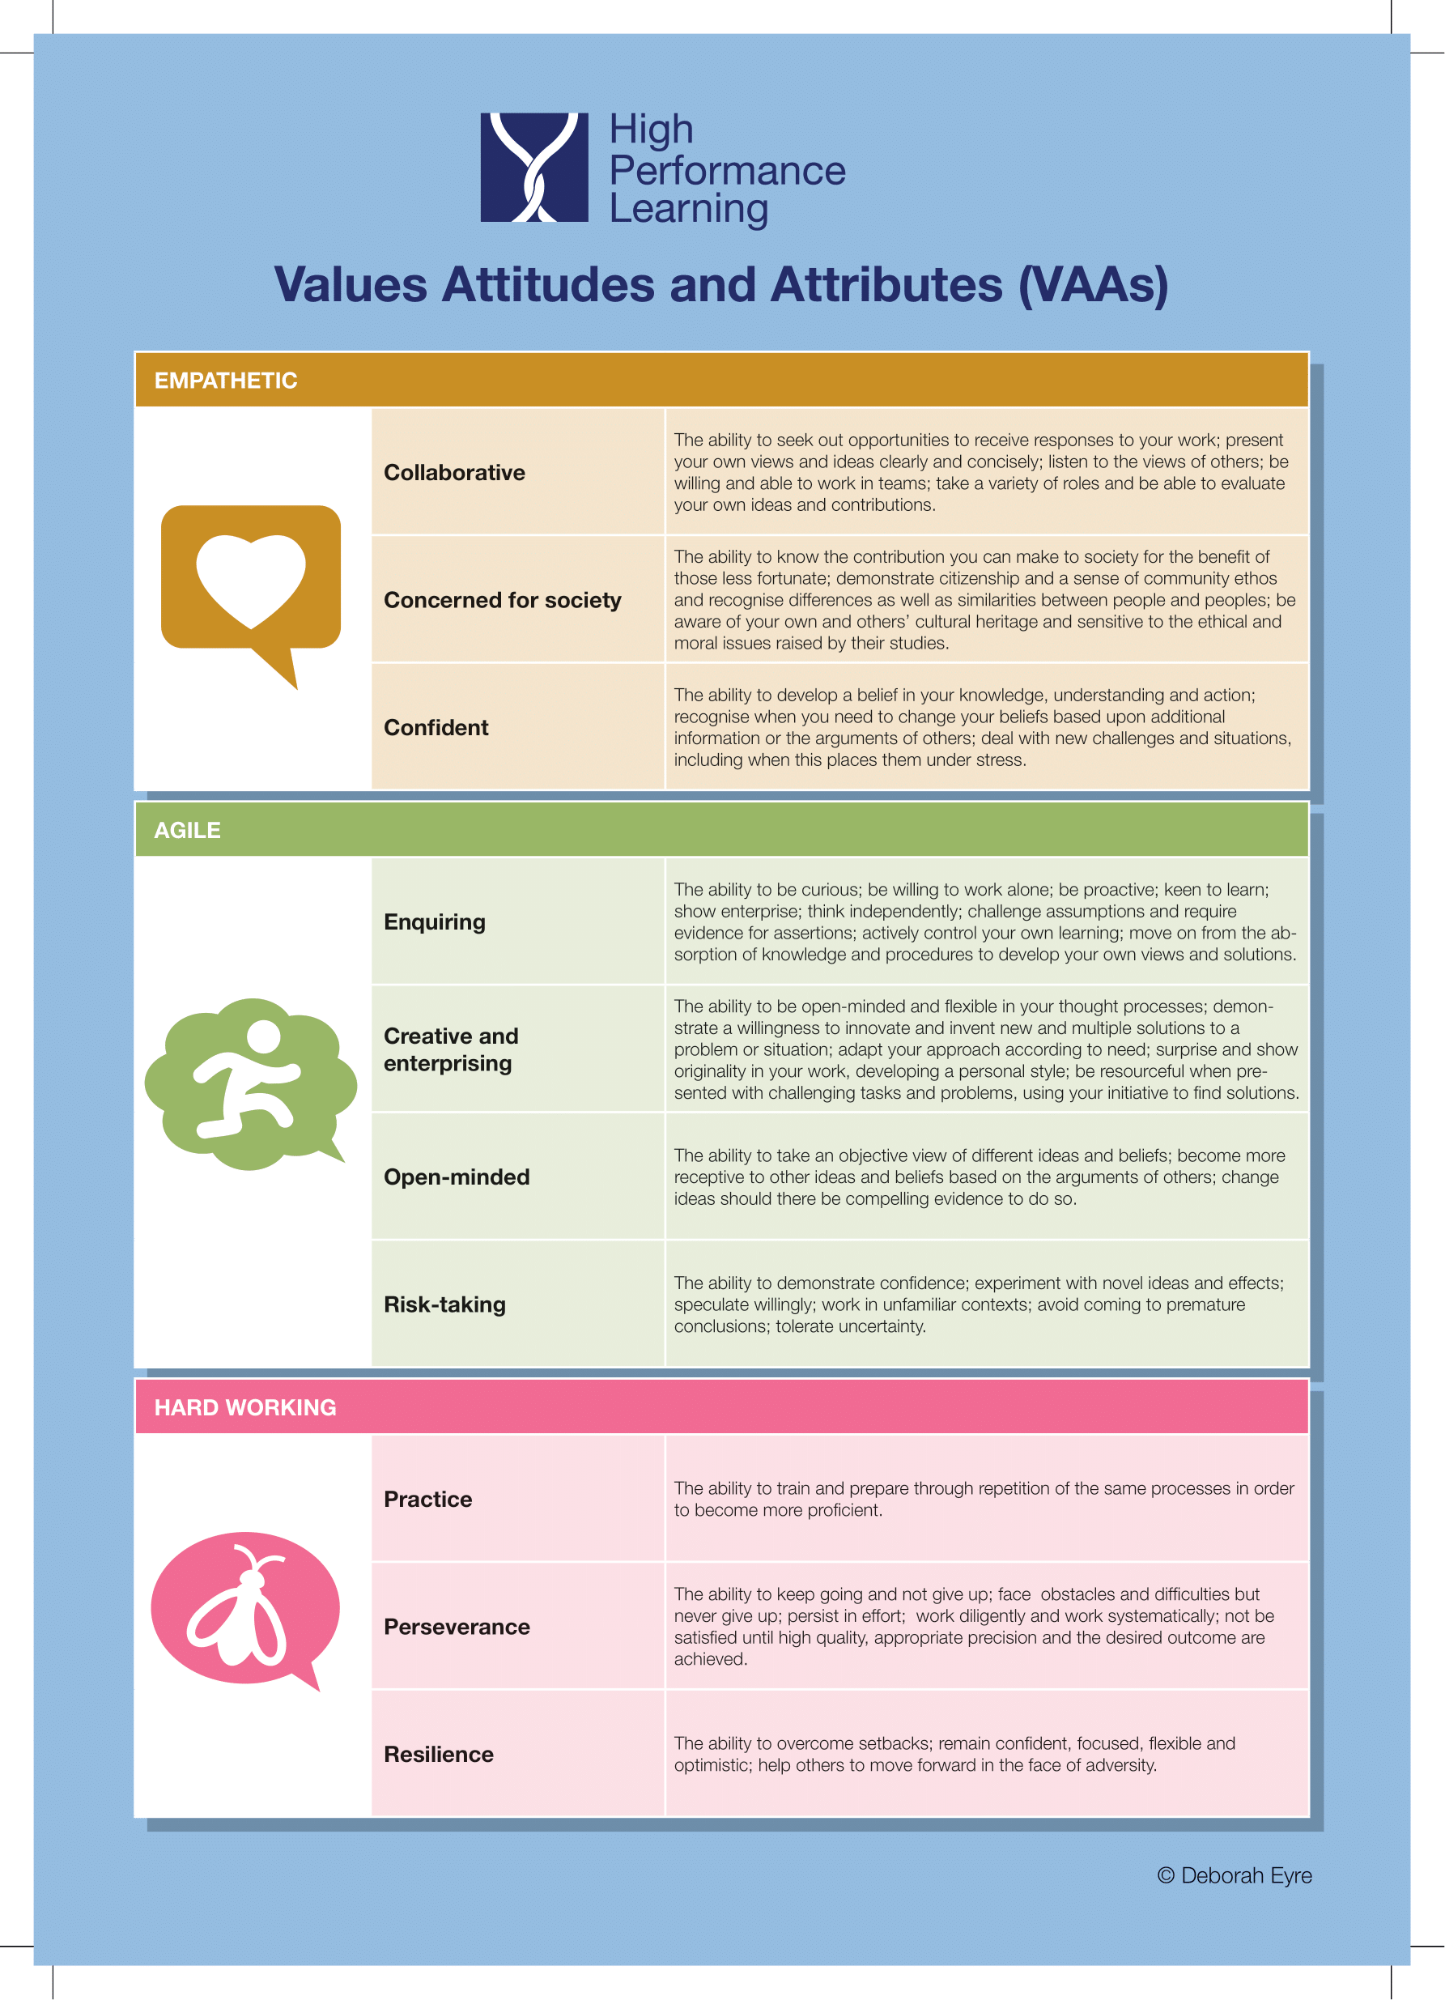 High
Performance
Learning
Values Attitudes and Attributes (VAAs)
EMPATHETIC
Collaborative
The ability to seek out opportunities to receive responses to your work; present
your own views and ideas clearly and concisely; listen to the views of others; be
willing and able to work in teams; take a variety of roles and be able to evaluate
your own ideas and contributions.
Concerned for society
The ability to know the contribution you can make to society for the benefit of
those less fortunate; demonstrate citizenship and a sense of community ethos
and recognise differences as well as similarities between people and peoples; be
aware of your own and others’ cultural heritage and sensitive to the ethical and
moral issues raised by their studies.
Confident
The ability to develop a belief in your knowledge, understanding and action;
recognise when you need to change your beliefs based upon additional
information or the arguments of others; deal with new challenges and situations,
including when this places them under stress.
AGILE
Enquiring
The ability to be curious; be willing to work alone; be proactive; keen to learn;
show enterprise; think independently; challenge assumptions and require
evidence for assertions; actively control your own learning; move on from the ab-
sorption of knowledge and procedures to develop your own views and solutions.
Creative and
enterprising
The ability to be open-minded and flexible in your thought processes; demon-
strate a willingness to innovate and invent new and multiple solutions to a
problem or situation; adapt your approach according to need; surprise and show
originality in your work, developing a personal style; be resourceful when pre-
sented with challenging tasks and problems, using your initiative to find solutions.
Open-minded
The ability to take an objective view of different ideas and beliefs; become more
receptive to other ideas and beliefs based on the arguments of others; change
ideas should there be compelling evidence to do so.
Risk-taking
The ability to demonstrate confidence; experiment with novel ideas and effects;
speculate willingly; work in unfamiliar contexts; avoid coming to premature
conclusions; tolerate uncertainty.
HARD WORKING
Practice
The ability to train and prepare through repetition of the same processes in order
to become more proficient.
Perseverance
The ability to keep going and not give up; face  obstacles and difficulties but
never give up; persist in effort;  work diligently and work systematically; not be
satisfied until high quality, appropriate precision and the desired outcome are
achieved.
Resilience
The ability to overcome setbacks; remain confident, focused, flexible and
optimistic; help others to move forward in the face of adversity.
© Deborah Eyre